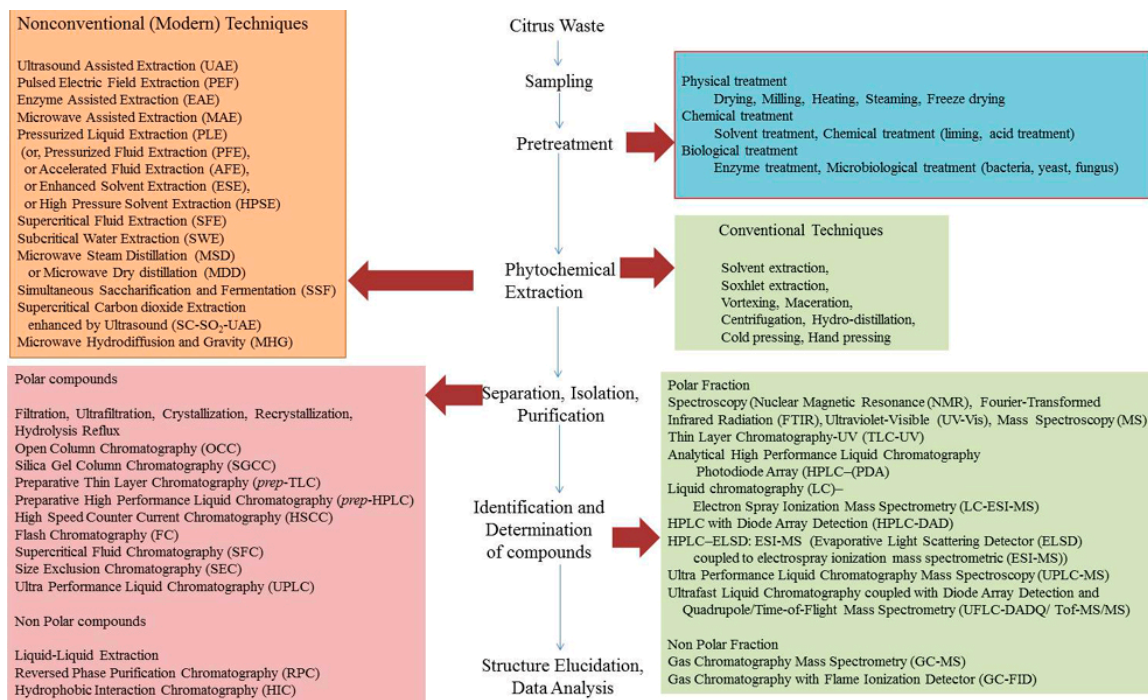 Nonconventional (Modern) Techniques
Ultrasound Assisted Extraction (UAE)
Pulsed Electric Field Extraction (PEF)
Enzyme Assisted Extraction (EAE)
Microwave Assisted Extraction (MAE)
Pressurized Liquid Extraction (PLE)
(or, Pressurized Fluid Extraction (PFE),
or Accelerated Fluid Extraction (AFE),
or Enhanced Solvent Extraction (ESE),
or High Pressure Solvent Extraction (HPSE)
Supercritical Fluid Extraction (SFE)
Subcritical Water Extraction (SWE)
Microwave Steam Distillation (MSD)
or Microwave Dry distillation (MDD)
Simultaneous Saccharification and Fermentation (SSF)
Supercritical Carbon dioxide Extraction
enhanced by Ultrasound (SC-SO₂-UAE)
Microwave Hydrodiffusion and Gravity (MHG)
Citrus Waste
Sampling
Pretreatment
Physical treatment
Drying, Milling, Heating, Steaming, Freeze drying
Chemical treatment
Solvent treatment, Chemical treatment (liming, acid treatment)
Biological treatment
Enzyme treatment, Microbiological treatment (bacteria, yeast, fungus)
Phytochemical
Extraction
Conventional Techniques
Solvent extraction,
Soxhlet extraction,
Vortexing, Maceration,
Centrifugation, Hydro-distillation,
Cold pressing, Hand pressing
Separation, Isolation,
Purification
Polar compounds
Filtration, Ultrafiltration, Crystallization, Recrystallization,
Hydrolysis Reflux
Open Column Chromatography (OCC)
Silica Gel Column Chromatography (SGCC)
Preparative Thin Layer Chromatography (prep-TLC)
Preparative High Performance Liquid Chromatography (prep-HPLC)
High Speed Counter Current Chromatography (HSCC)
Flash Chromatography (FC)
Supercritical Fluid Chromatography (SFC)
Size Exclusion Chromatography (SEC)
Ultra Performance Liquid Chromatography (UPLC)
Non Polar compounds
Liquid-Liquid Extraction
Reversed Phase Purification Chromatography (RPC)
Hydrophobic Interaction Chromatography (HIC)
Identification and
Determination
of compounds
Polar Fraction
Spectroscopy (Nuclear Magnetic Resonance (NMR), Fourier-Transformed
Infrared Radiation (FTIR), Ultraviolet-Visible (UV-Vis), Mass Spectroscopy (MS)
Thin Layer Chromatography-UV (TLC-UV)
Analytical High Performance Liquid Chromatography
Photodiode Array (HPLC–(PDA)
Liquid chromatography (LC)–
Electron Spray Ionization Mass Spectrometry (LC-ESI-MS)
HPLC with Diode Array Detection (HPLC-DAD)
HPLC–ELSD: ESI-MS (Evaporative Light Scattering Detector (ELSD)
coupled to electrospray ionization mass spectrometric (ESI-MS))
Ultra Performance Liquid Chromatography Mass Spectroscopy (UPLC-MS)
Ultrafast Liquid Chromatography coupled with Diode Array Detection and
Quadrupole/Time-of-Flight Mass Spectrometry (UFLC-DADQ/ Tof-MS/MS)
Non Polar Fraction
Gas Chromatography Mass Spectrometry (GC-MS)
Gas Chromatography with Flame Ionization Detector (GC-FID)
Structure Elucidation,
Data Analysis